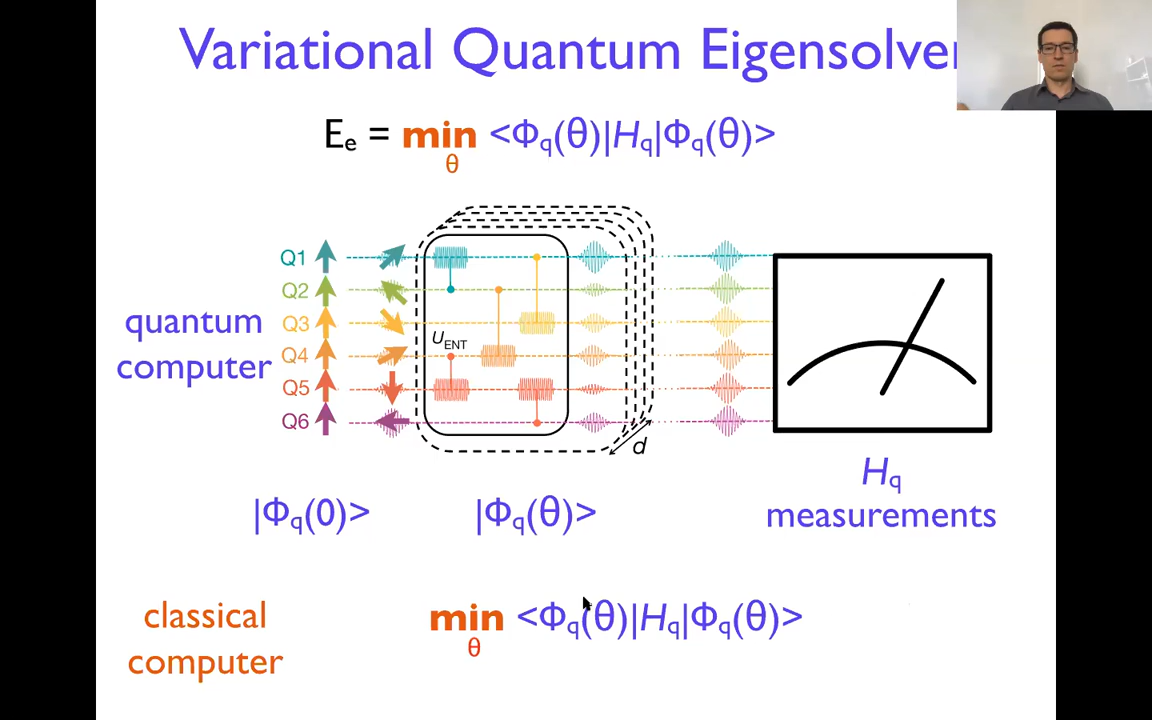 Variational Quantum Eigensolver
Eₑ = min <Φq(θ)|Hq|Φq(θ)>
θ
Q1
Q2
quantum
computer
Q3
UENT
Q4
Q5
Q6
d
Hq
measurements
|Φq(0)>
|Φq(θ)>
classical
computer
min <Φq(θ)|Hq|Φq(θ)>
θ